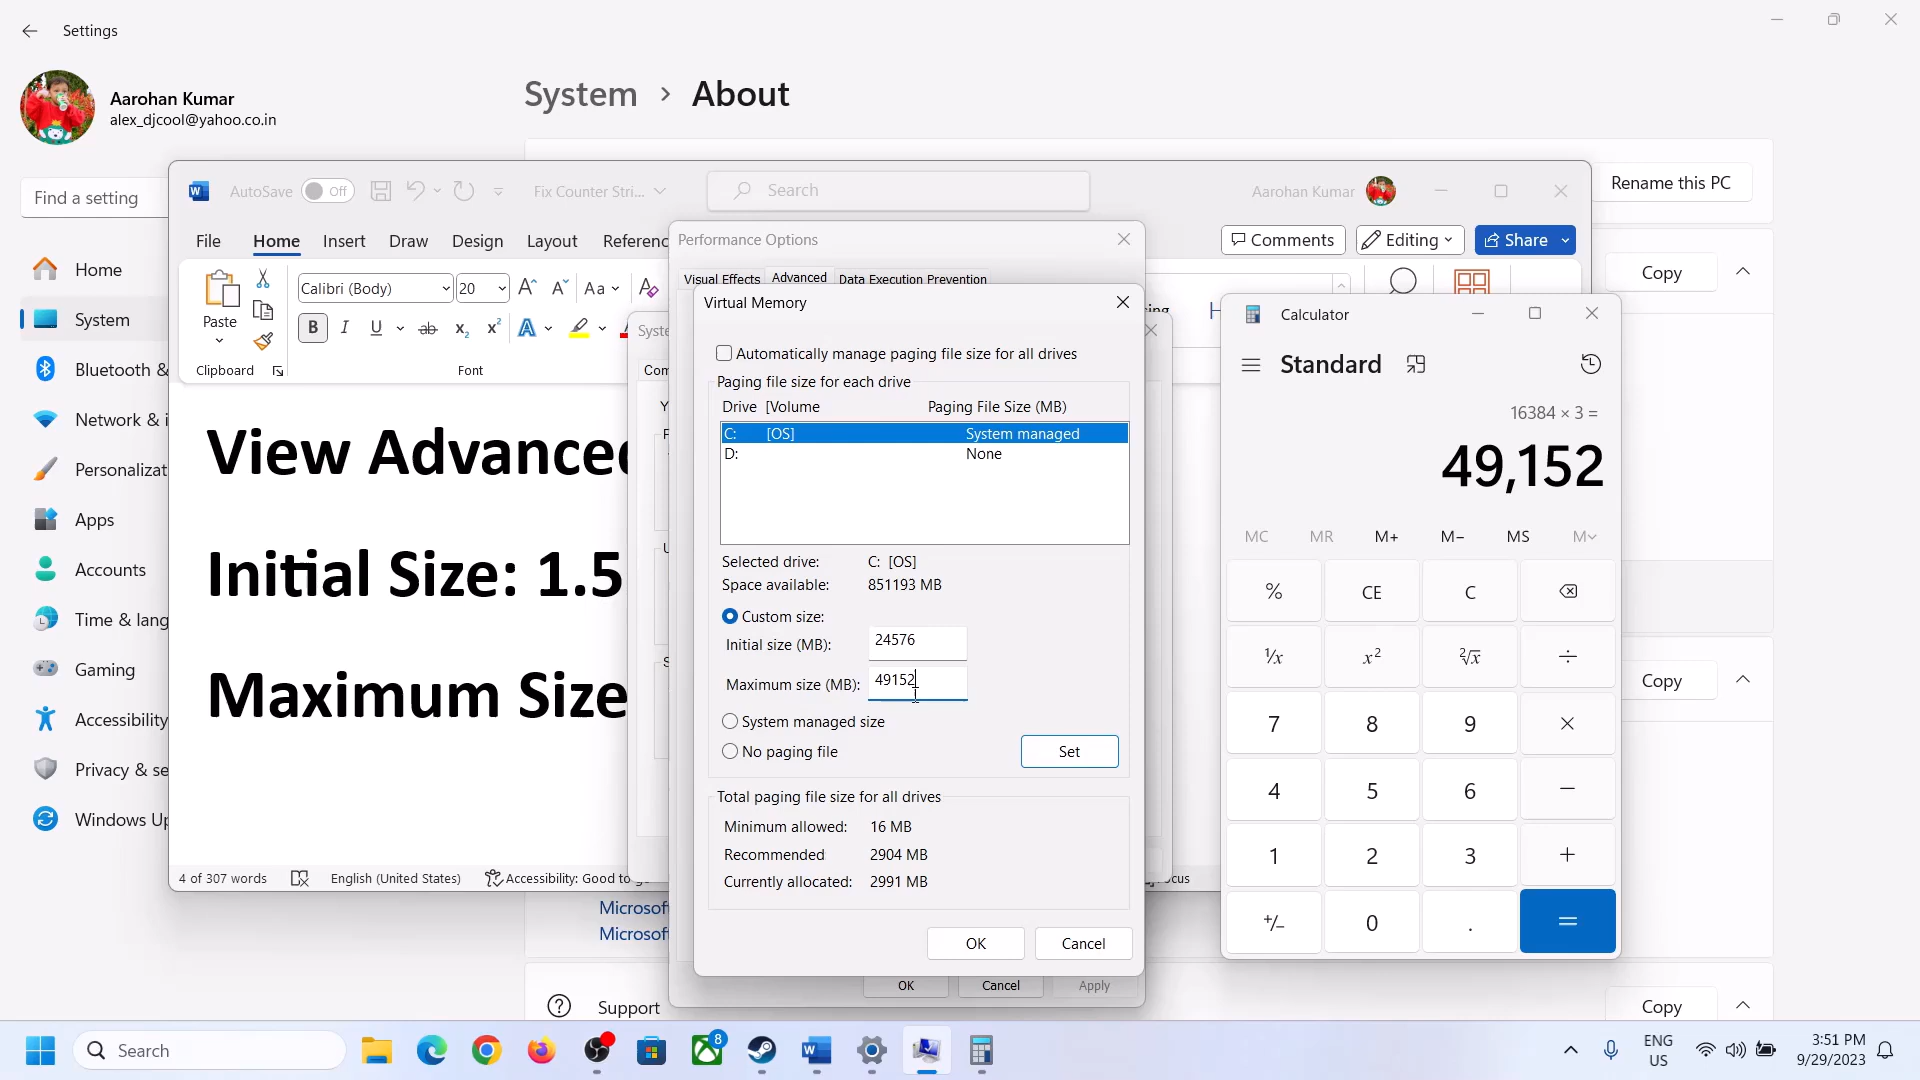 Settings
Aarohan Kumar
alex_djcool@yahoo.co.in
Find a setting
Home
System
Bluetooth &
Network & i
Personalizat
Apps
Accounts
Time & lang
Gaming
Accessibility
Privacy & se
Windows Up
System > About
Rename this PC
Copy
Copy
Support
Copy
Microsof
Microsof
AutoSave Off
Fix Counter Stri...
Search
Aarohan Kumar
File Home Insert Draw Design Layout Referenc
Comments Editing Share
Paste
Calibri (Body) 20
Aa
B I U ab x₂ x² A
Clipboard
Font
View Advanced
Initial Size: 1.5
Maximum Size
4 of 307 words
English (United States)
Accessibility: Good to g
Performance Options
Visual Effects Advanced Data Execution Prevention
OK Cancel Apply
Virtual Memory
Automatically manage paging file size for all drives
Paging file size for each drive
Drive [Volume Paging File Size (MB)
C: [OS] System managed
D: None
Selected drive: C: [OS]
Space available: 851193 MB
Custom size:
Initial size (MB): 24576
Maximum size (MB): 49152
System managed size
No paging file
Set
Total paging file size for all drives
Minimum allowed: 16 MB
Recommended 2904 MB
Currently allocated: 2991 MB
OK Cancel
Calculator
Standard
16384 × 3 =
49,152
MC MR M+ M− MS M
% CE C
⅟x x² ²√x ÷
7 8 9 ×
4 5 6 −
1 2 3 +
+/− 0 . =
Search
8
ENG
US
3:51 PM
9/29/2023